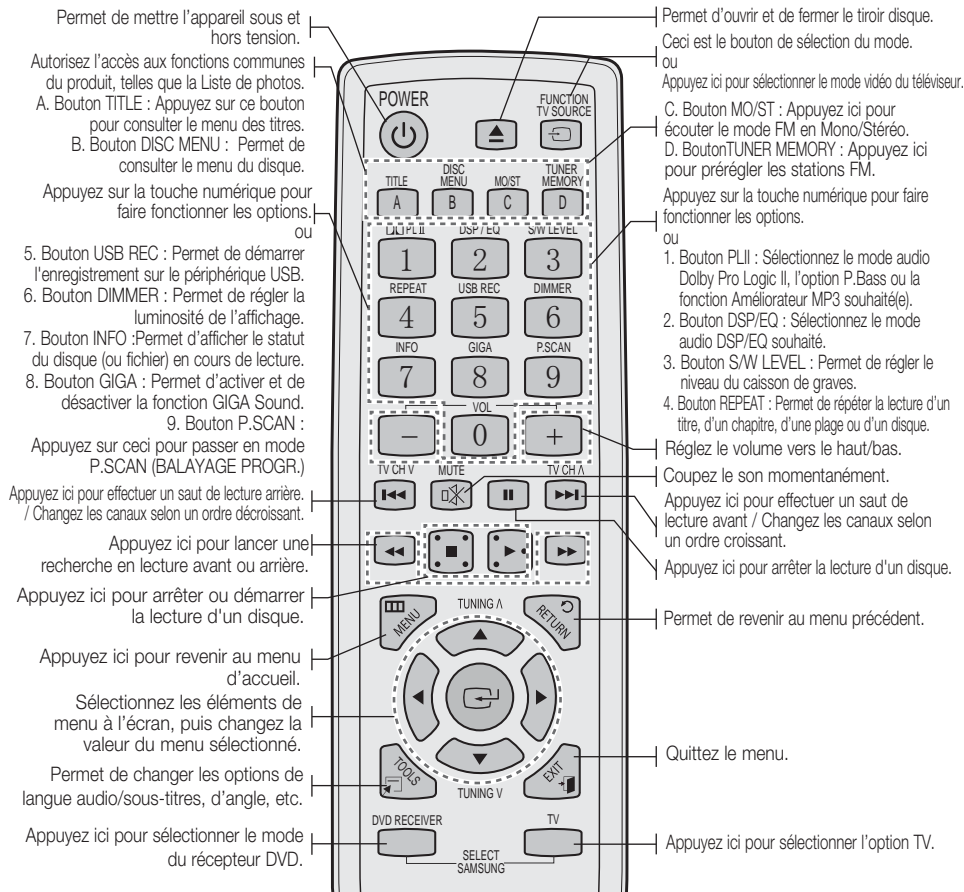 Permet de mettre l'appareil sous et
hors tension.
Autorisez l'accès aux fonctions communes
du produit, telles que la Liste de photos.
A. Bouton TITLE : Appuyez sur ce bouton
pour consulter le menu des titres.
B. Bouton DISC MENU : Permet de
consulter le menu du disque.
Appuyez sur la touche numérique pour
faire fonctionner les options.
ou
5. Bouton USB REC : Permet de démarrer
l'enregistrement sur le périphérique USB.
6. Bouton DIMMER : Permet de régler la
luminosité de l'affichage.
7. Bouton INFO :Permet d'afficher le statut
du disque (ou fichier) en cours de lecture.
8. Bouton GIGA : Permet d'activer et de
désactiver la fonction GIGA Sound.
9. Bouton P.SCAN :
Appuyez sur ceci pour passer en mode
P.SCAN (BALAYAGE PROGR.)
Appuyez ici pour effectuer un saut de lecture arrière.
/ Changez les canaux selon un ordre décroissant.
Appuyez ici pour lancer une
recherche en lecture avant ou arrière.
Appuyez ici pour arrêter ou démarrer
la lecture d'un disque.
Appuyez ici pour revenir au menu
d'accueil.
Sélectionnez les éléments de
menu à l'écran, puis changez la
valeur du menu sélectionné.
Permet de changer les options de
langue audio/sous-titres, d'angle, etc.
Appuyez ici pour sélectionner le mode
du récepteur DVD.
POWER
FUNCTION
TV SOURCE
TITLE
DISC
MENU
MO/ST
TUNER
MEMORY
A B C D
PL II DSP / EQ S/W LEVEL
1 2 3
REPEAT USB REC DIMMER
4 5 6
INFO GIGA P.SCAN
7 8 9
VOL
− 0 +
TV CH V MUTE TV CH Λ
TUNING Λ
MENU
RETURN
TOOLS
EXIT
TUNING V
DVD RECEIVER TV
SELECT
SAMSUNG
Permet d'ouvrir et de fermer le tiroir disque.
Ceci est le bouton de sélection du mode.
ou
Appuyez ici pour sélectionner le mode vidéo du téléviseur.
C. Bouton MO/ST : Appuyez ici pour
écouter le mode FM en Mono/Stéréo.
D. BoutonTUNER MEMORY : Appuyez ici
pour prérégler les stations FM.
Appuyez sur la touche numérique pour faire
fonctionner les options.
ou
1. Bouton PLII : Sélectionnez le mode audio
Dolby Pro Logic II, l'option P.Bass ou la
fonction Améliorateur MP3 souhaité(e).
2. Bouton DSP/EQ : Sélectionnez le mode
audio DSP/EQ souhaité.
3. Bouton S/W LEVEL : Permet de régler le
niveau du caisson de graves.
4. Bouton REPEAT : Permet de répéter la lecture d'un
titre, d'un chapitre, d'une plage ou d'un disque.
Réglez le volume vers le haut/bas.
Coupez le son momentanément.
Appuyez ici pour effectuer un saut de
lecture avant / Changez les canaux selon
un ordre croissant.
Appuyez ici pour arrêter la lecture d'un disque.
Permet de revenir au menu précédent.
Quittez le menu.
Appuyez ici pour sélectionner l'option TV.